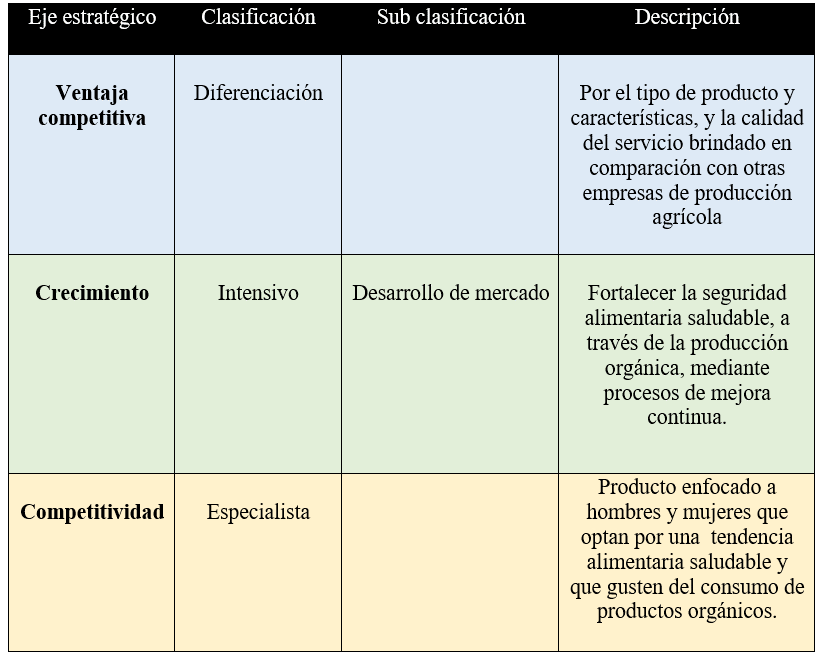 Eje estratégico Clasificación Sub clasificación Descripción
Ventaja
competitiva
Diferenciación
Por el tipo de producto y
características, y la calidad
del servicio brindado en
comparación con otras
empresas de producción
agrícola
Crecimiento
Intensivo
Desarrollo de mercado
Fortalecer la seguridad
alimentaria saludable, a
través de la producción
orgánica, mediante
procesos de mejora
continua.
Competitividad
Especialista
Producto enfocado a
hombres y mujeres que
optan por una tendencia
alimentaria saludable y
que gusten del consumo de
productos orgánicos.